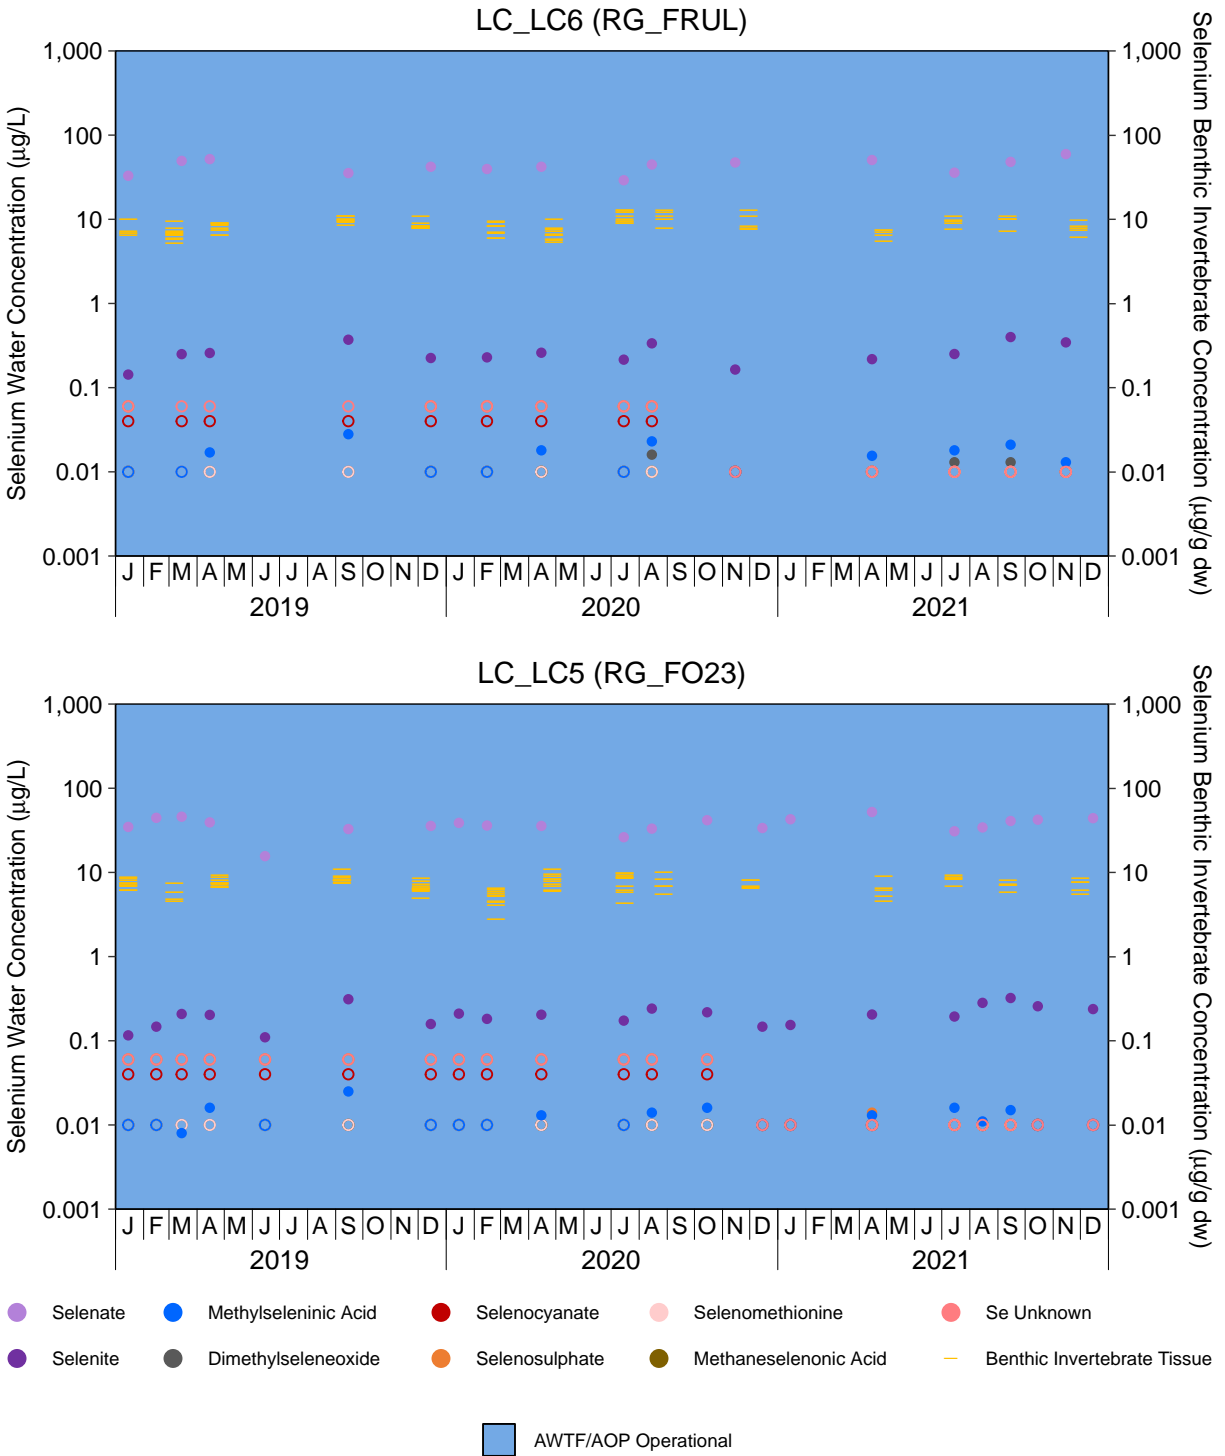 LC_LC6 (RG_FRUL)
Selenium Water Concentration (µg/L)
1,000
100
10
1
0.1
0.01
0.001
1,000
100
10
1
0.1
0.01
0.001
Selenium Benthic Invertebrate Concentration (µg/g dw)
J F M A M J J A S O N D J F M A M J J A S O N D J F M A M J J A S O N D
2019 2020 2021
LC_LC5 (RG_FO23)
Selenium Water Concentration (µg/L)
1,000
100
10
1
0.1
0.01
0.001
1,000
100
10
1
0.1
0.01
0.001
Selenium Benthic Invertebrate Concentration (µg/g dw)
J F M A M J J A S O N D J F M A M J J A S O N D J F M A M J J A S O N D
2019 2020 2021
Selenate Methylseleninic Acid Selenocyanate Selenomethionine Se Unknown
Selenite Dimethylseleneoxide Selenosulphate Methaneselenonic Acid Benthic Invertebrate Tissue
AWTF/AOP Operational